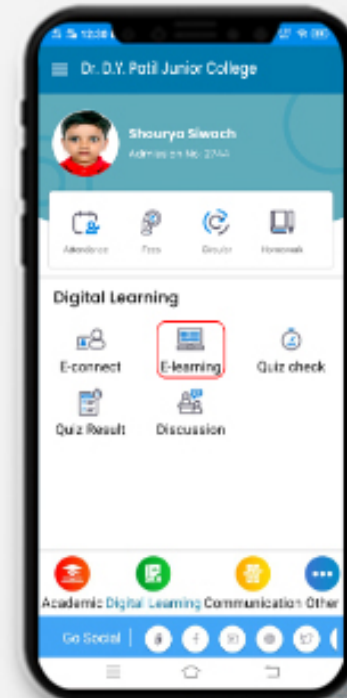 Dr. D.Y. Patil Junior College
Shourya Siwach
Admission No: 2744
Attendance Fees Circular Homework
Digital Learning
E-connect E-learning Quiz check
Quiz Result Discussion
Academic Digital Learning Communication Other
Go Social